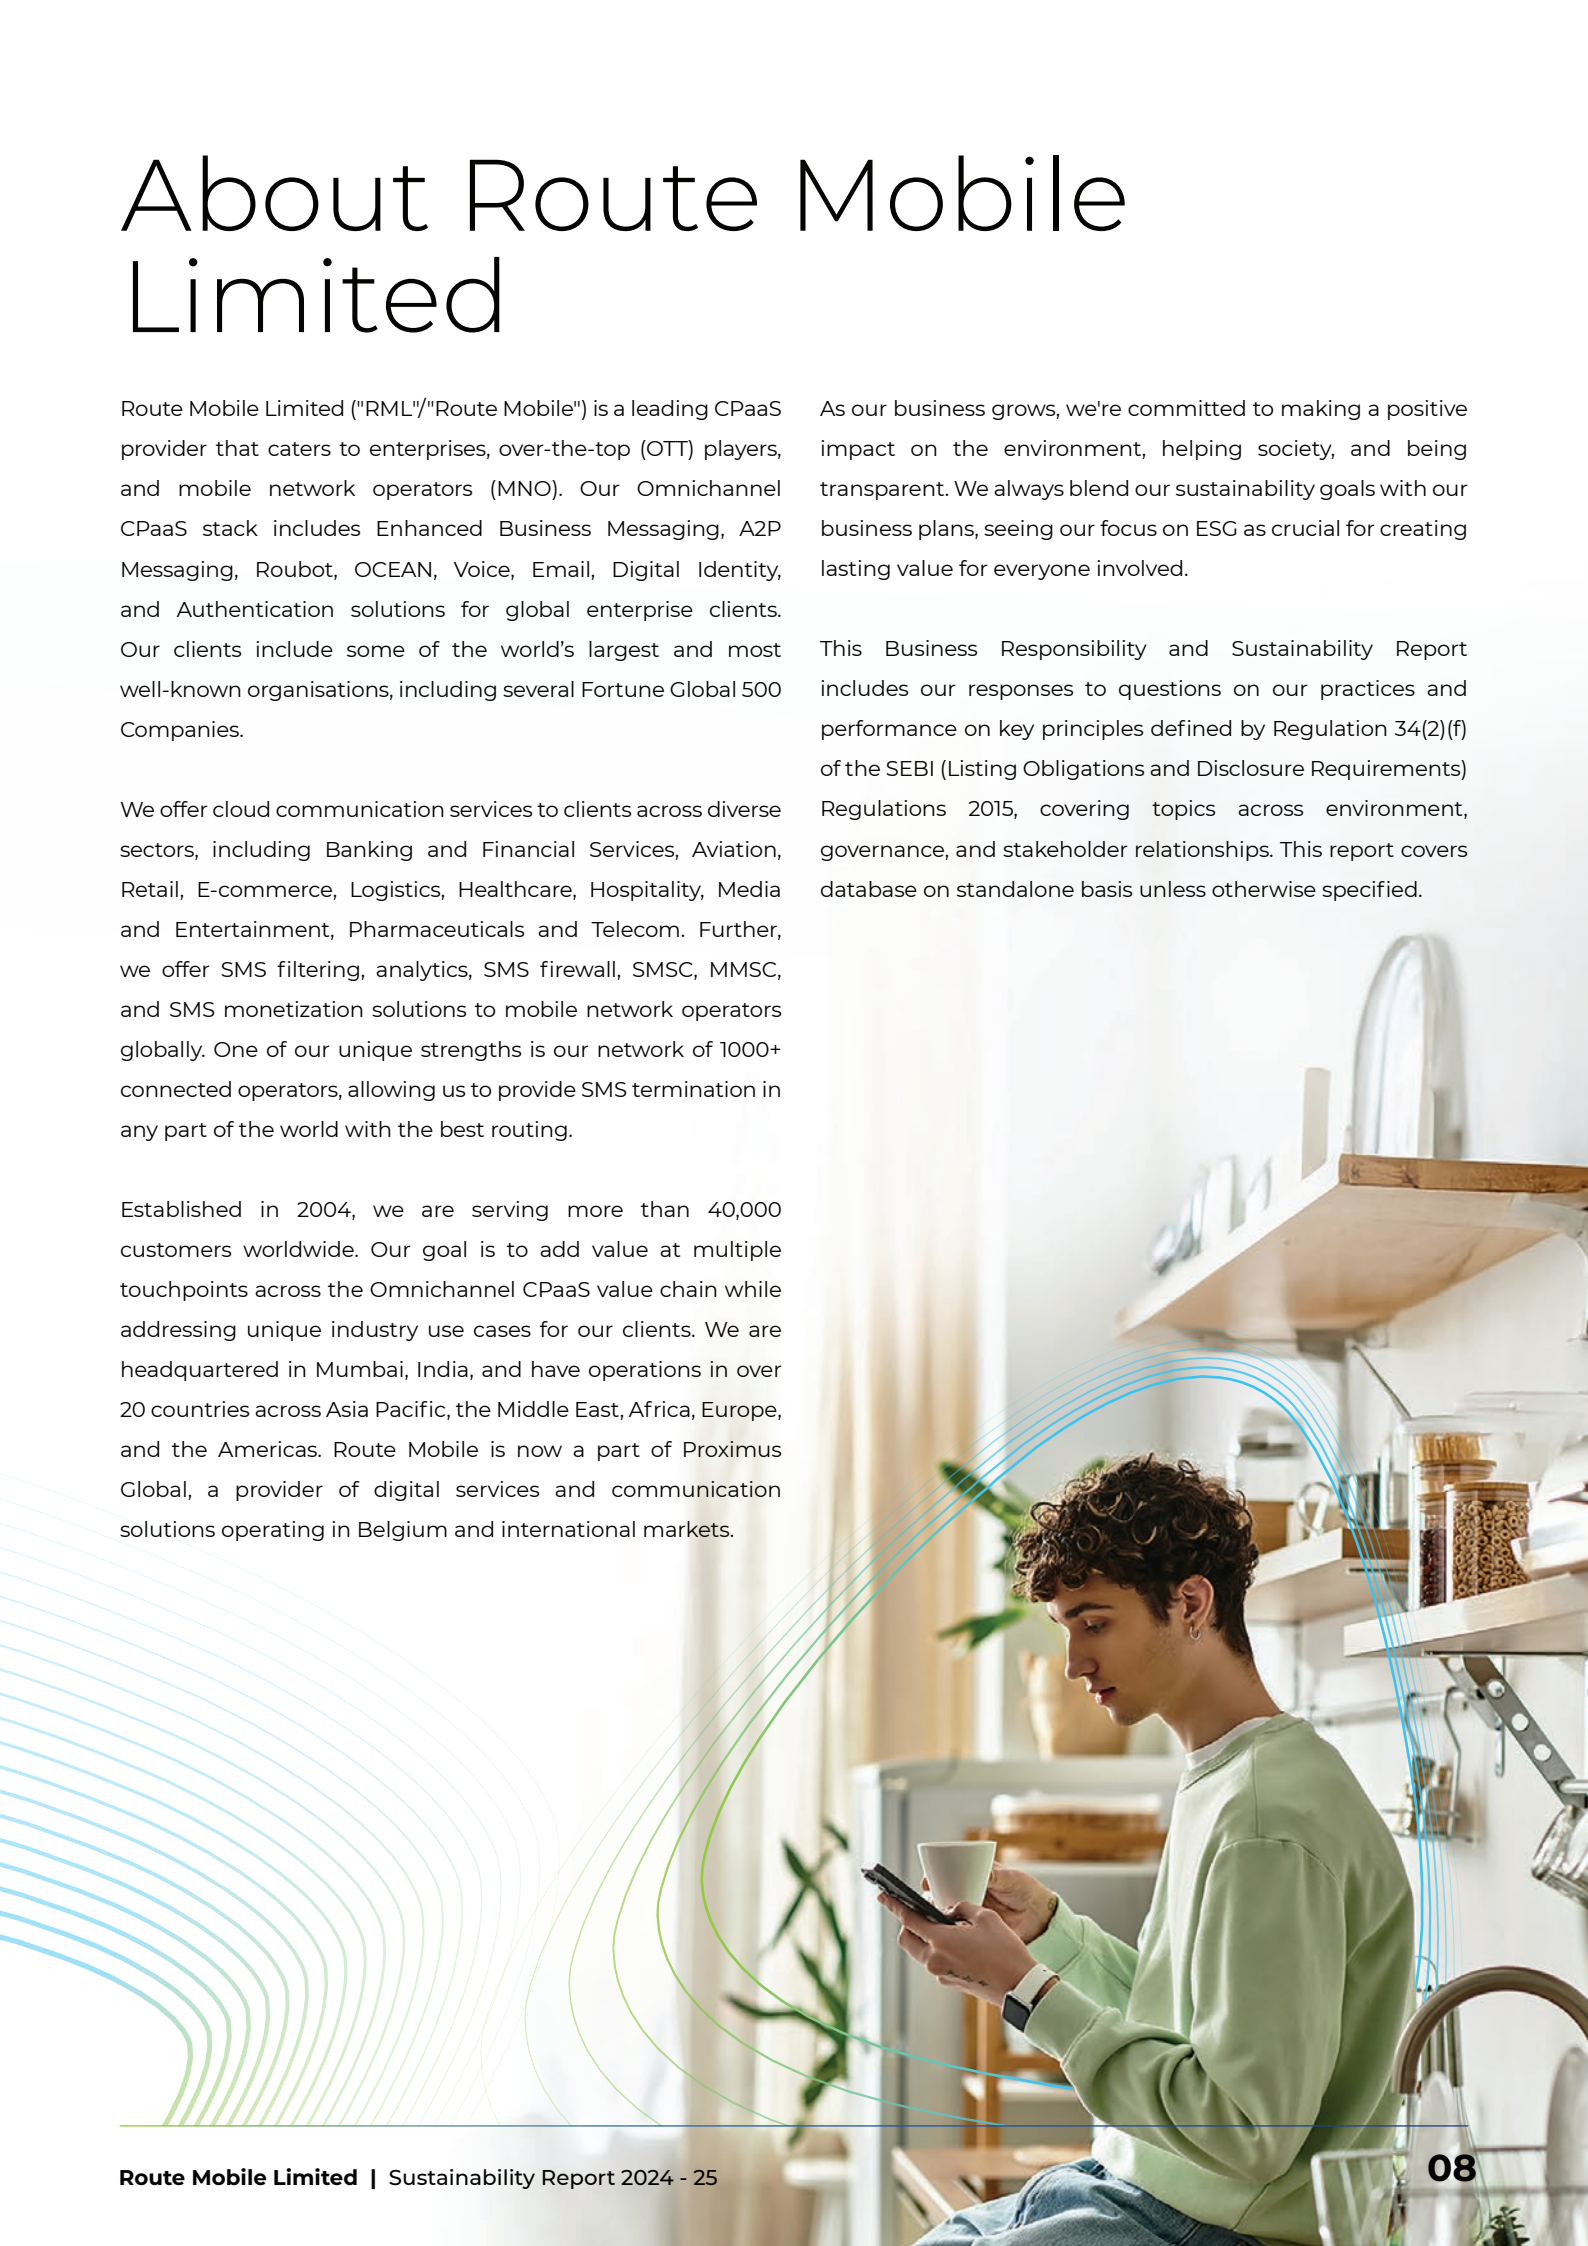 About Route Mobile
Limited
Route Mobile Limited ("RML"/"Route Mobile") is a leading CPaaS
provider that caters to enterprises, over-the-top (OTT) players,
and mobile network operators (MNO). Our Omnichannel
CPaaS stack includes Enhanced Business Messaging, A2P
Messaging, Roubot, OCEAN, Voice, Email, Digital Identity,
and Authentication solutions for global enterprise clients.
Our clients include some of the world’s largest and most
well-known organisations, including several Fortune Global 500
Companies.
We offer cloud communication services to clients across diverse
sectors, including Banking and Financial Services, Aviation,
Retail, E-commerce, Logistics, Healthcare, Hospitality, Media
and Entertainment, Pharmaceuticals and Telecom. Further,
we offer SMS filtering, analytics, SMS firewall, SMSC, MMSC,
and SMS monetization solutions to mobile network operators
globally. One of our unique strengths is our network of 1000+
connected operators, allowing us to provide SMS termination in
any part of the world with the best routing.
Established in 2004, we are serving more than 40,000
customers worldwide. Our goal is to add value at multiple
touchpoints across the Omnichannel CPaaS value chain while
addressing unique industry use cases for our clients. We are
headquartered in Mumbai, India, and have operations in over
20 countries across Asia Pacific, the Middle East, Africa, Europe,
and the Americas. Route Mobile is now a part of Proximus
Global, a provider of digital services and communication
solutions operating in Belgium and international markets.
As our business grows, we're committed to making a positive
impact on the environment, helping society, and being
transparent. We always blend our sustainability goals with our
business plans, seeing our focus on ESG as crucial for creating
lasting value for everyone involved.
This Business Responsibility and Sustainability Report
includes our responses to questions on our practices and
performance on key principles defined by Regulation 34(2)(f)
of the SEBI (Listing Obligations and Disclosure Requirements)
Regulations 2015, covering topics across environment,
governance, and stakeholder relationships. This report covers
database on standalone basis unless otherwise specified.
Route Mobile Limited | Sustainability Report 2024 - 25
08